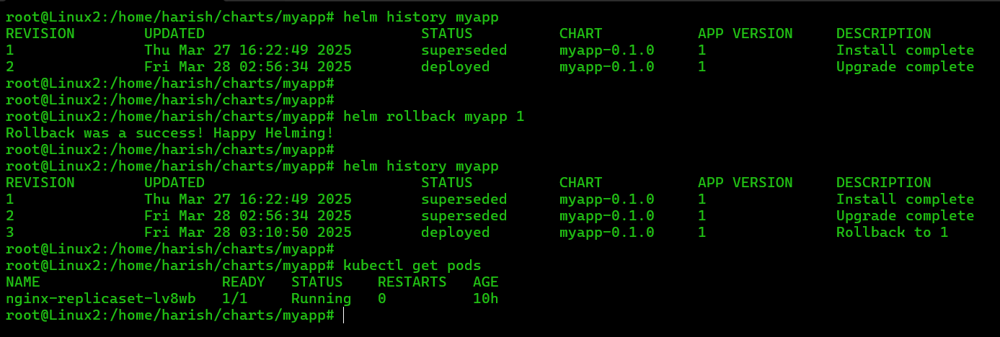 root@Linux2:/home/harish/charts/myapp# helm history myapp
REVISION        UPDATED                         STATUS          CHART           APP VERSION     DESCRIPTION
1               Thu Mar 27 16:22:49 2025        superseded      myapp-0.1.0     1               Install complete
2               Fri Mar 28 02:56:34 2025        deployed        myapp-0.1.0     1               Upgrade complete
root@Linux2:/home/harish/charts/myapp#
root@Linux2:/home/harish/charts/myapp#
root@Linux2:/home/harish/charts/myapp# helm rollback myapp 1
Rollback was a success! Happy Helming!
root@Linux2:/home/harish/charts/myapp#
root@Linux2:/home/harish/charts/myapp# helm history myapp
REVISION        UPDATED                         STATUS          CHART           APP VERSION     DESCRIPTION
1               Thu Mar 27 16:22:49 2025        superseded      myapp-0.1.0     1               Install complete
2               Fri Mar 28 02:56:34 2025        superseded      myapp-0.1.0     1               Upgrade complete
3               Fri Mar 28 03:10:50 2025        deployed        myapp-0.1.0     1               Rollback to 1
root@Linux2:/home/harish/charts/myapp#
root@Linux2:/home/harish/charts/myapp# kubectl get pods
NAME                     READY   STATUS    RESTARTS   AGE
nginx-replicaset-lv8wb   1/1     Running   0          10h
root@Linux2:/home/harish/charts/myapp#